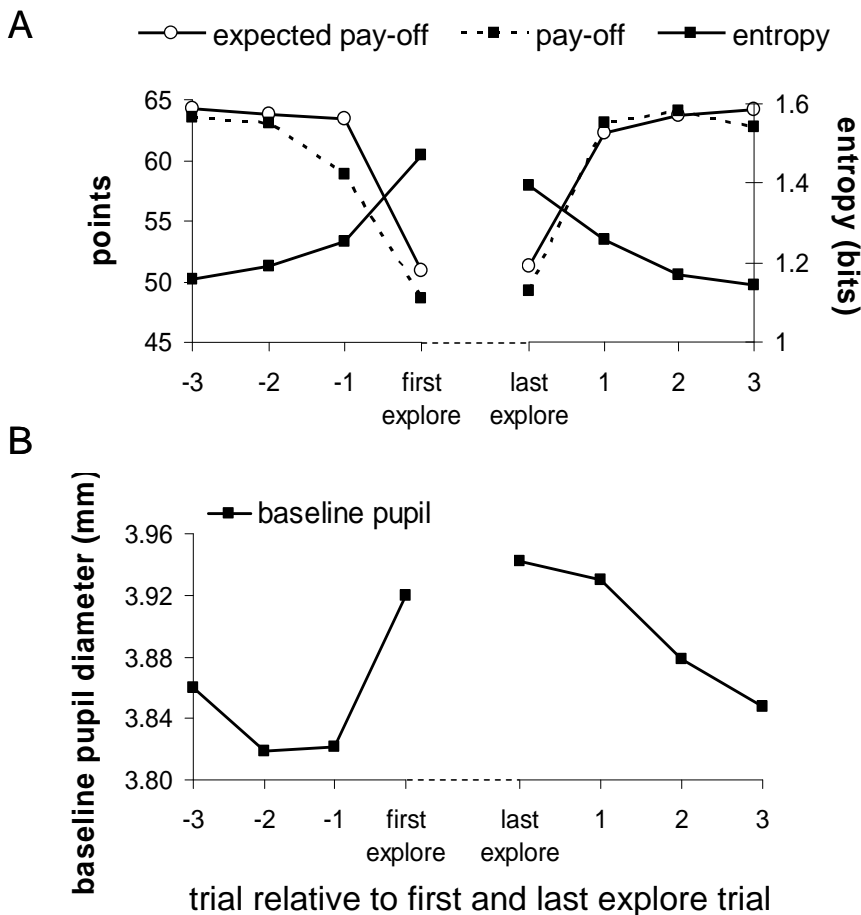 A
expected pay-off pay-off entropy
65
60
55
50
45
points
1.6
1.4
1.2
1
entropy (bits)
-3 -2 -1 first explore last explore 1 2 3
B
baseline pupil
3.96
3.92
3.88
3.84
3.80
baseline pupil diameter (mm)
-3 -2 -1 first explore last explore 1 2 3
trial relative to first and last explore trial